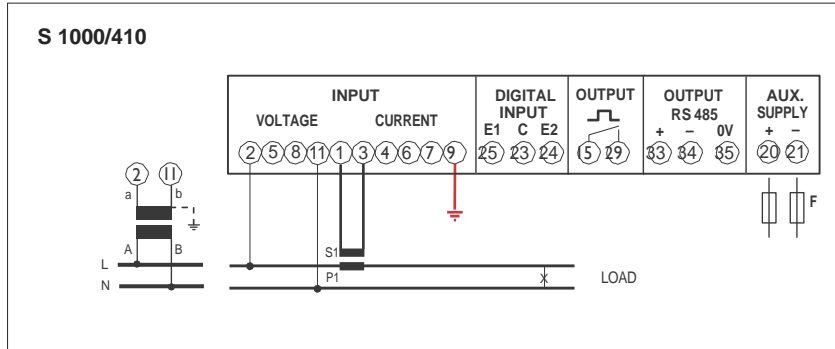 S 1000/410
INPUT
DIGITAL
INPUT
OUTPUT
OUTPUT
RS 485
AUX.
SUPPLY
VOLTAGE
CURRENT
E1 C E2
+ – 0V
+ –
2 5 8 11 1 3 4 6 7 9 25 23 24 15 29 33 34 35 20 21
2 11
a b
F
A B
S1
L
P1
LOAD
N
X